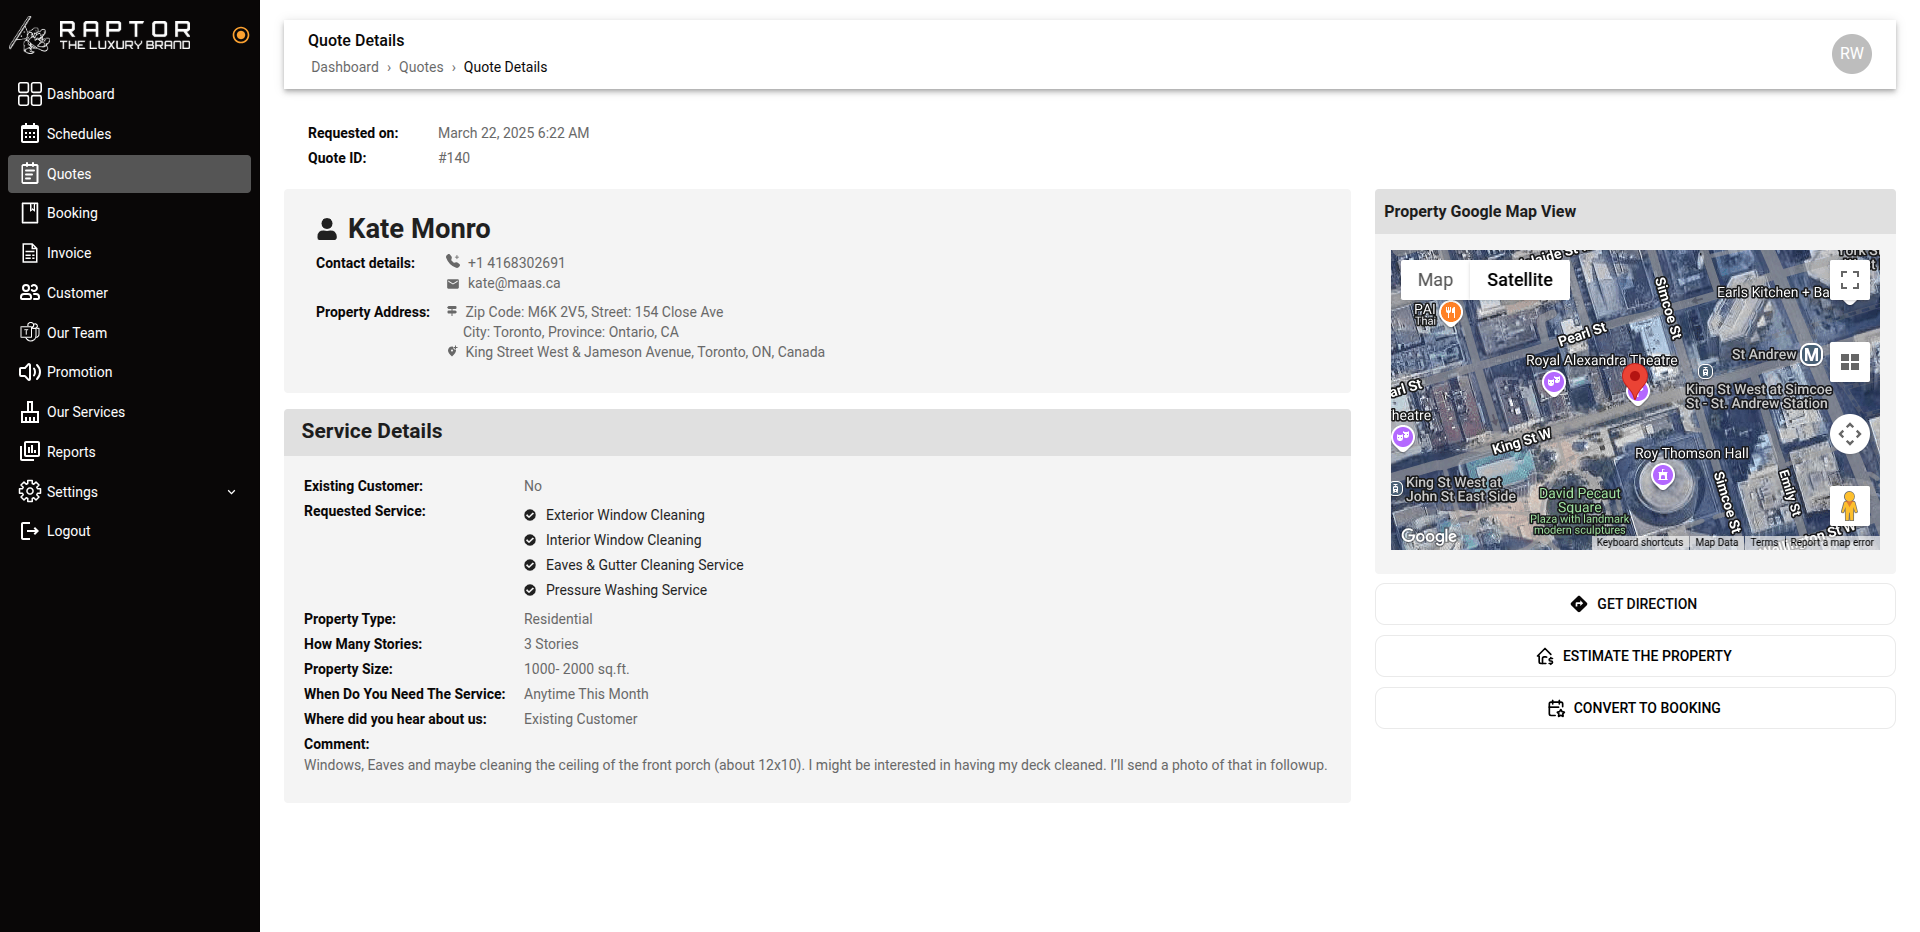 RAPTOR
THE LUXURY BRAND
Dashboard
Schedules
Quotes
Booking
Invoice
Customer
Our Team
Promotion
Our Services
Reports
Settings
Logout
Quote Details
Dashboard › Quotes › Quote Details
RW
Requested on: March 22, 2025 6:22 AM
Quote ID: #140
Kate Monro
Contact details: +1 4168302691
kate@maas.ca
Property Address: Zip Code: M6K 2V5, Street: 154 Close Ave
City: Toronto, Province: Ontario, CA
King Street West & Jameson Avenue, Toronto, ON, Canada
Service Details
Existing Customer: No
Requested Service:
Exterior Window Cleaning
Interior Window Cleaning
Eaves & Gutter Cleaning Service
Pressure Washing Service
Property Type: Residential
How Many Stories: 3 Stories
Property Size: 1000- 2000 sq.ft.
When Do You Need The Service: Anytime This Month
Where did you hear about us: Existing Customer
Comment:
Windows, Eaves and maybe cleaning the ceiling of the front porch (about 12x10). I might be interested in having my deck cleaned. I'll send a photo of that in followup.
Property Google Map View
Map Satellite
Simcoe St
Earls Kitchen + Ba
PAI
Thai
Pearl St
St Andrew M
Royal Alexandra Theatre
King St West at Simcoe
St - St. Andrew Station
arl St
heatre
King St W
Roy Thomson Hall
King St West at
John St East Side
David Pecaut
Square
Plaza with landmark
modern sculptures
Simcoe St
Emily St
Google
Keyboard shortcuts Map Data Terms Report a map error
GET DIRECTION
ESTIMATE THE PROPERTY
CONVERT TO BOOKING